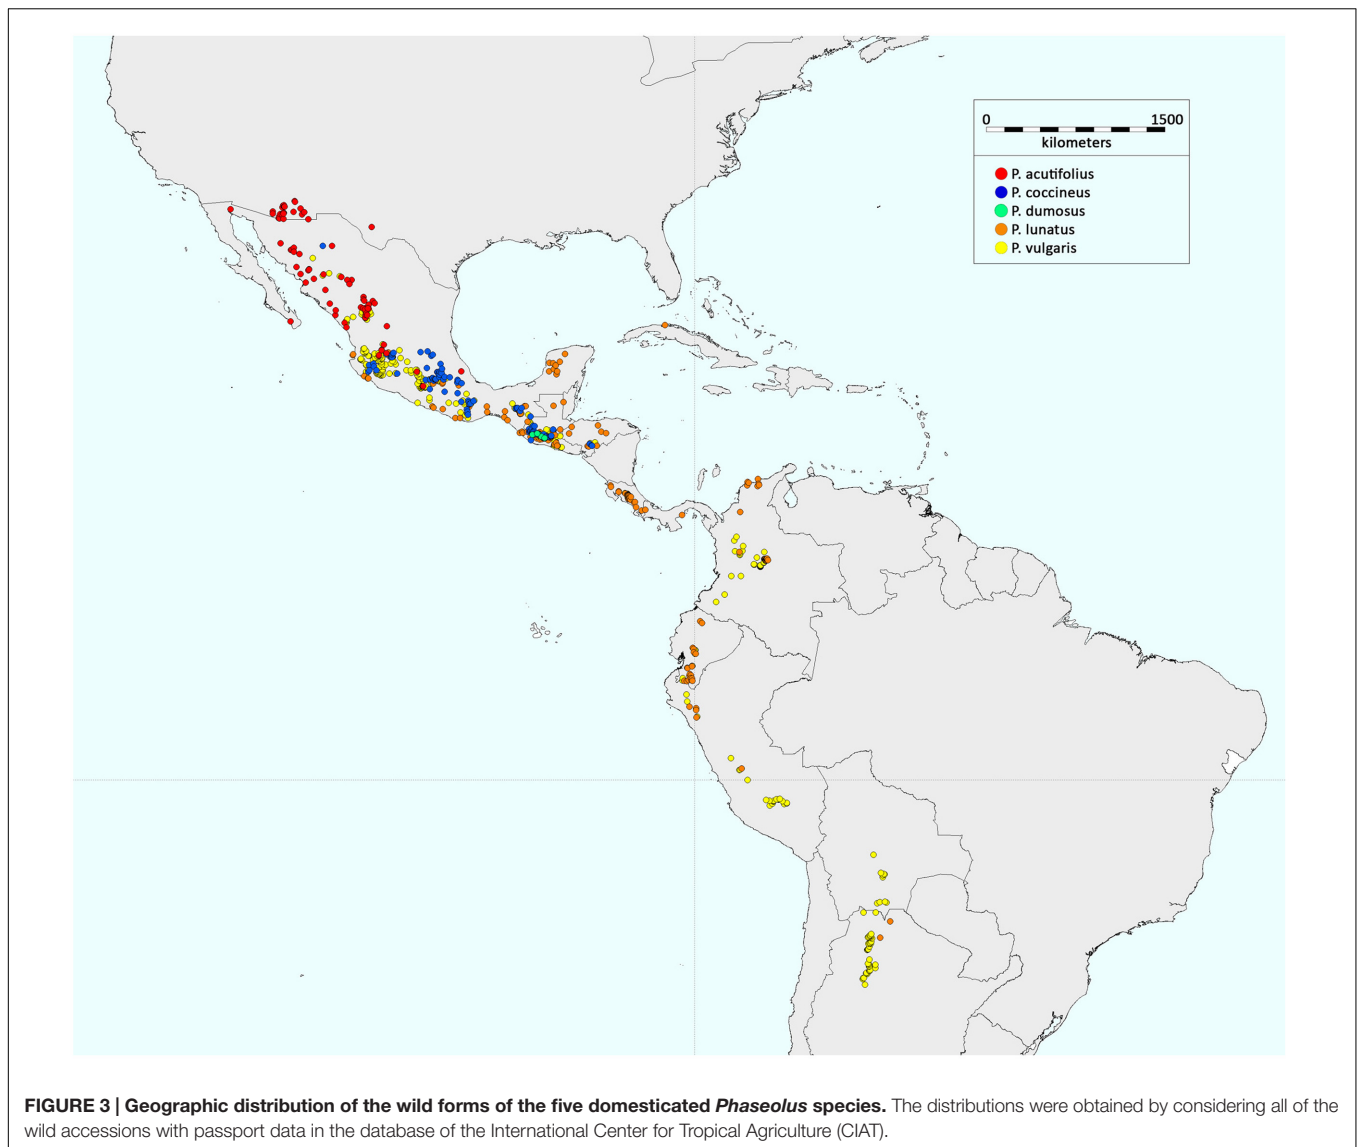 0 1500
kilometers
P. acutifolius
P. coccineus
P. dumosus
P. lunatus
P. vulgaris
FIGURE 3 | Geographic distribution of the wild forms of the five domesticated Phaseolus species. The distributions were obtained by considering all of the
wild accessions with passport data in the database of the International Center for Tropical Agriculture (CIAT).